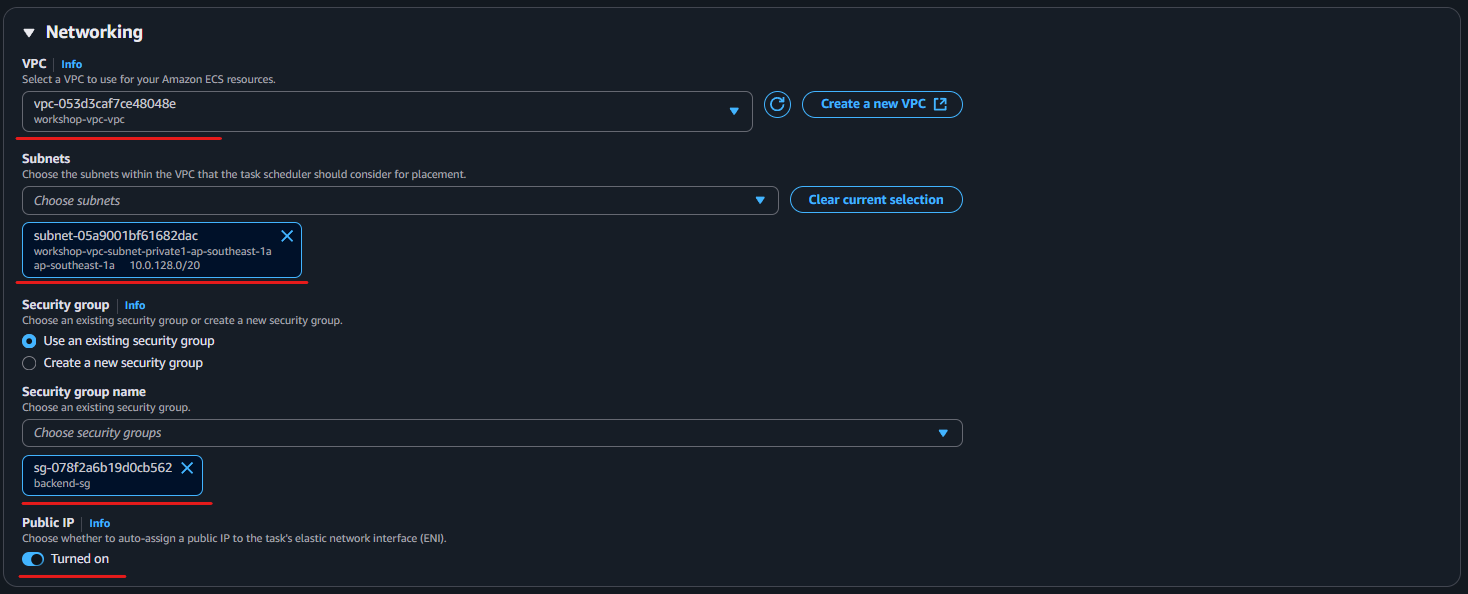 Networking
VPC Info
Select a VPC to use for your Amazon ECS resources.
vpc-053d3caf7ce48048e
workshop-vpc-vpc
Create a new VPC
Subnets
Choose the subnets within the VPC that the task scheduler should consider for placement.
Choose subnets
Clear current selection
subnet-05a9001bf61682dac
workshop-vpc-subnet-private1-ap-southeast-1a
ap-southeast-1a 10.0.128.0/20
Security group Info
Choose an existing security group or create a new security group.
Use an existing security group
Create a new security group
Security group name
Choose an existing security group.
Choose security groups
sg-078f2a6b19d0cb562
backend-sg
Public IP Info
Choose whether to auto-assign a public IP to the task's elastic network interface (ENI).
Turned on